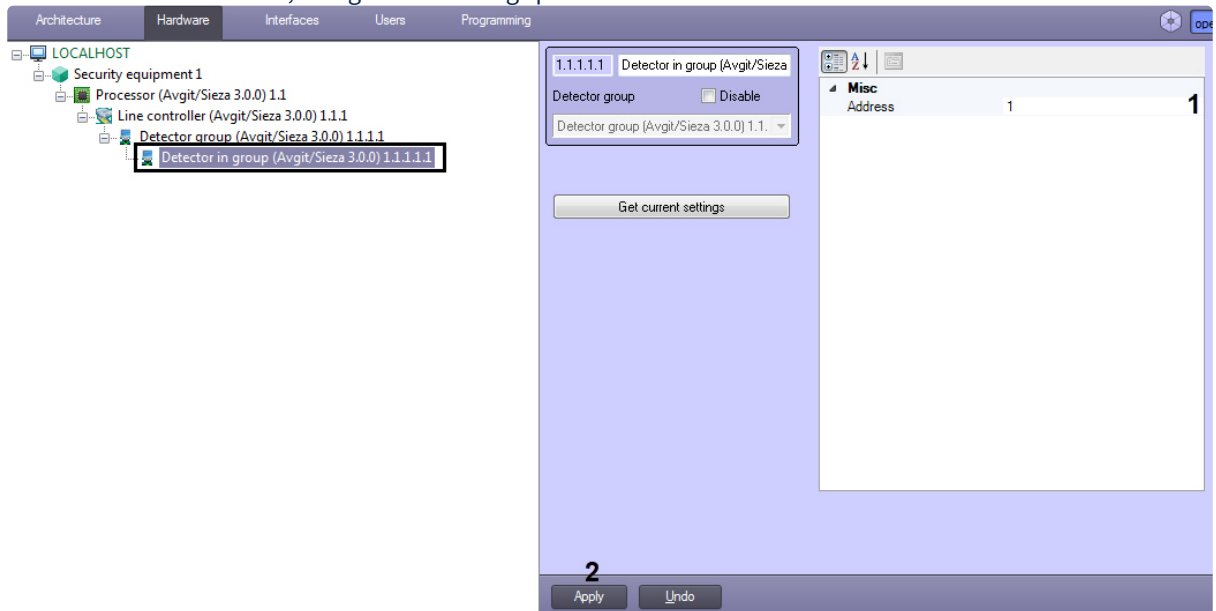 Architecture Hardware Interfaces Users Programming
LOCALHOST
Security equipment 1
Processor (Avgit/Sieza 3.0.0) 1.1
Line controller (Avgit/Sieza 3.0.0) 1.1.1
Detector group (Avgit/Sieza 3.0.0) 1.1.1.1
Detector in group (Avgit/Sieza 3.0.0) 1.1.1.1.1
1.1.1.1.1 Detector in group (Avgit/Sieza
Detector group Disable
Detector group (Avgit/Sieza 3.0.0) 1.1.
Get current settings
Misc
Address 1 1
2
Apply Undo